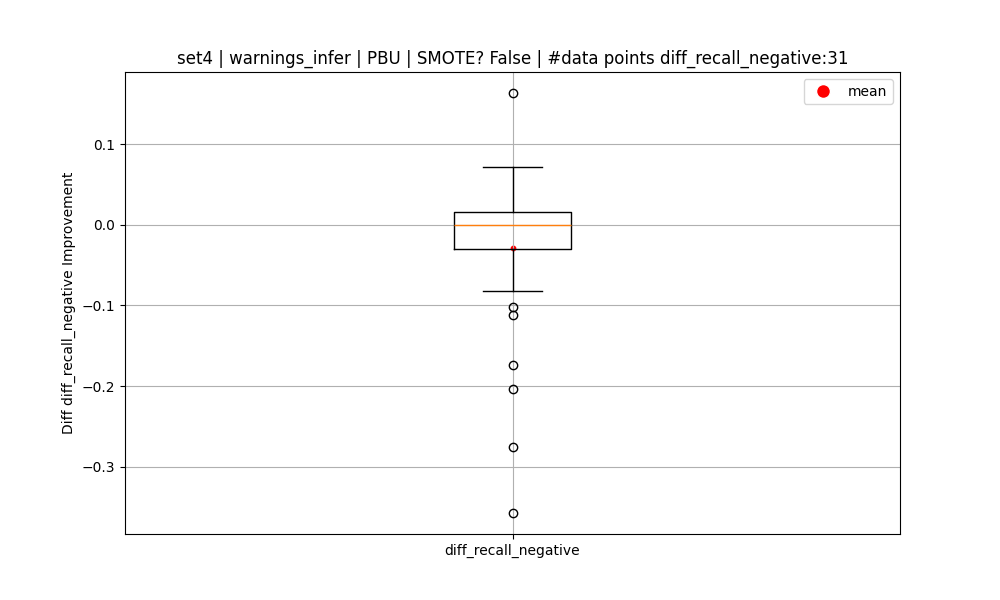 set4 | warnings_infer | PBU | SMOTE? False | #data points diff_recall_negative:31
mean
0.1
0.0
−0.1
−0.2
−0.3
Diff diff_recall_negative Improvement
diff_recall_negative